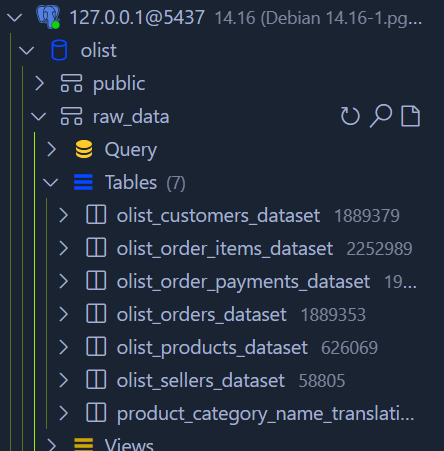 127.0.0.1@5437 14.16 (Debian 14.16-1.pg...
olist
public
raw_data
Query
Tables (7)
olist_customers_dataset 1889379
olist_order_items_dataset 2252989
olist_order_payments_dataset 19...
olist_orders_dataset 1889353
olist_products_dataset 626069
olist_sellers_dataset 58805
product_category_name_translati...
Views